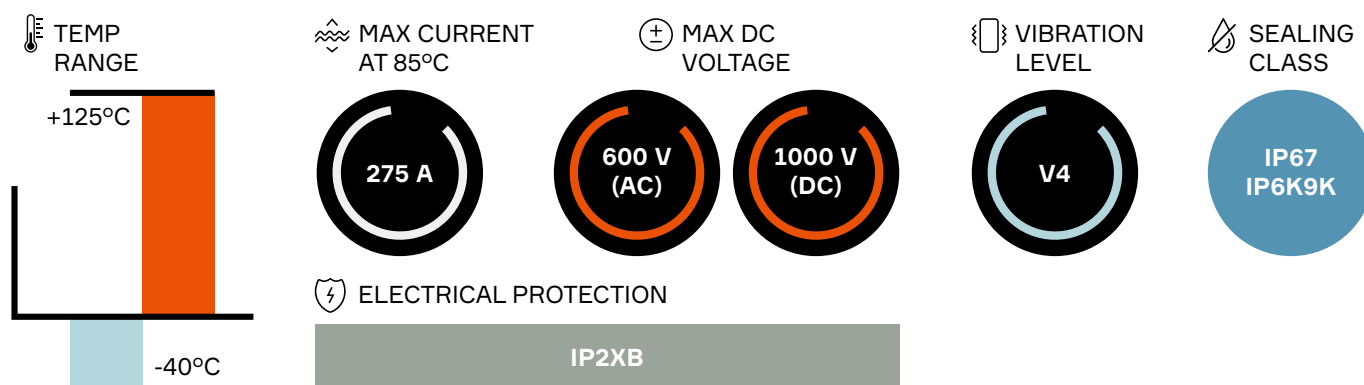 TEMP
RANGE
+125°C
-40°C
MAX CURRENT
AT 85°C
275 A
MAX DC
VOLTAGE
600 V
(AC)
1000 V
(DC)
VIBRATION
LEVEL
V4
SEALING
CLASS
IP67
IP6K9K
ELECTRICAL PROTECTION
IP2XB